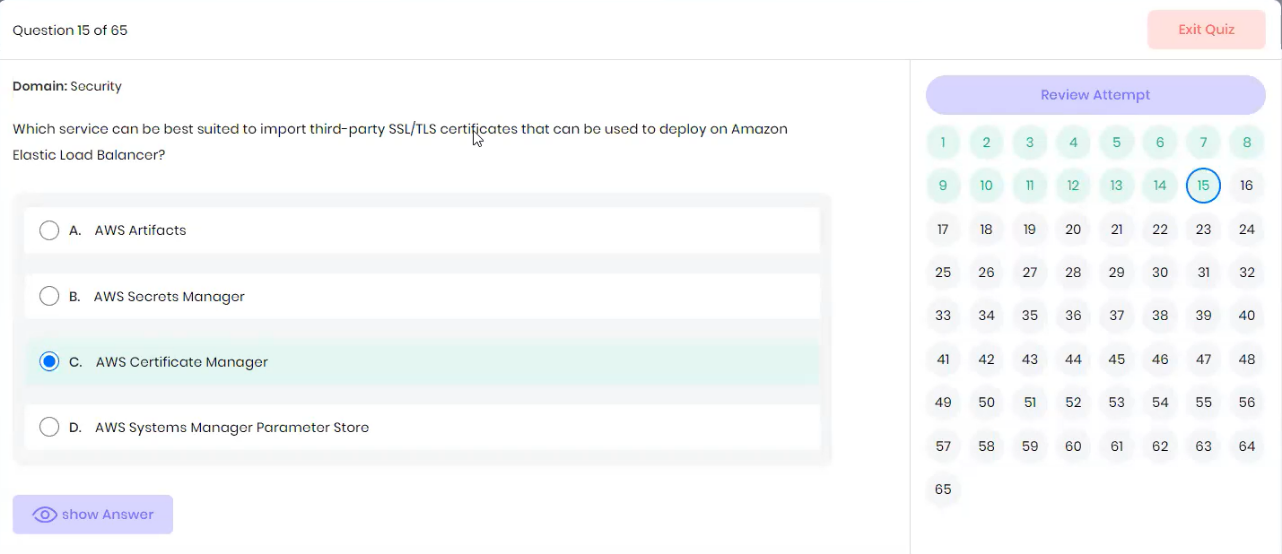 Question 15 of 65
Exit Quiz
Domain: Security
Which service can be best suited to import third-party SSL/TLS certificates that can be used to deploy on Amazon
Elastic Load Balancer?
A. AWS Artifacts
B. AWS Secrets Manager
C. AWS Certificate Manager
D. AWS Systems Manager Parameter Store
show Answer
Review Attempt
1 2 3 4 5 6 7 8
9 10 11 12 13 14 15 16
17 18 19 20 21 22 23 24
25 26 27 28 29 30 31 32
33 34 35 36 37 38 39 40
41 42 43 44 45 46 47 48
49 50 51 52 53 54 55 56
57 58 59 60 61 62 63 64
65